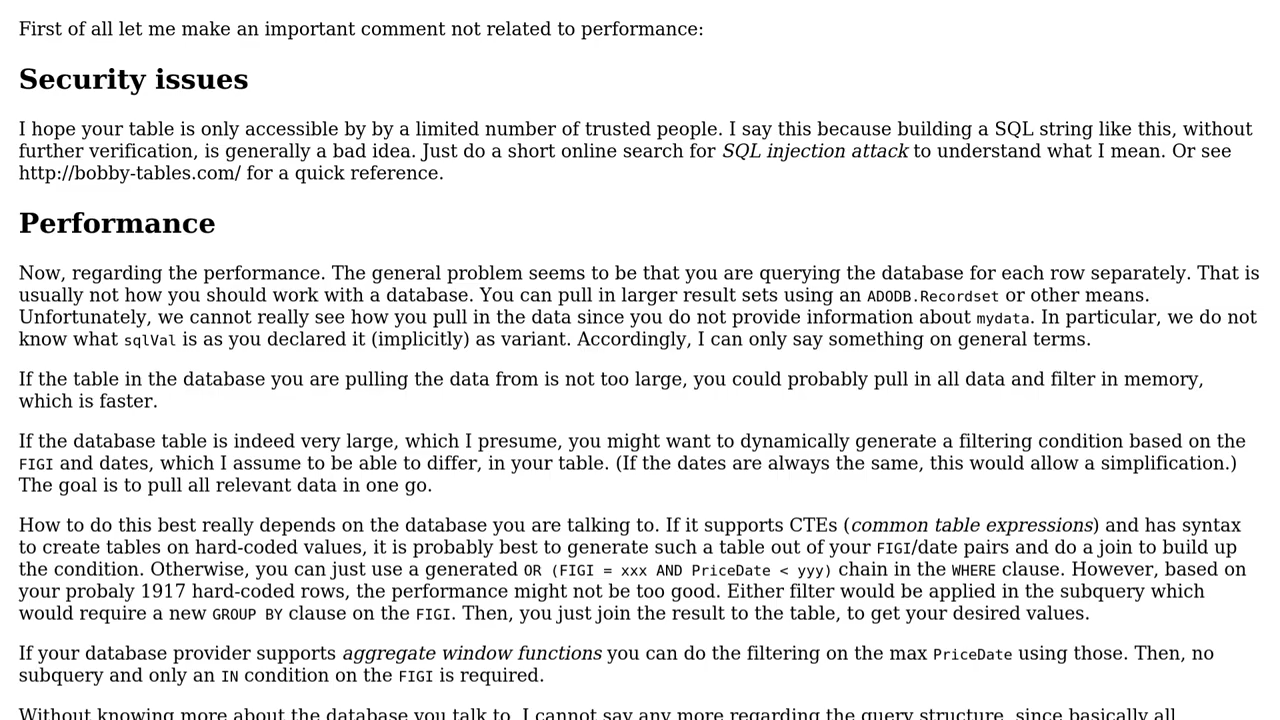 First of all let me make an important comment not related to performance:
Security issues
I hope your table is only accessible by by a limited number of trusted people. I say this because building a SQL string like this, without
further verification, is generally a bad idea. Just do a short online search for SQL injection attack to understand what I mean. Or see
http://bobby-tables.com/ for a quick reference.
Performance
Now, regarding the performance. The general problem seems to be that you are querying the database for each row separately. That is
usually not how you should work with a database. You can pull in larger result sets using an ADODB.Recordset or other means.
Unfortunately, we cannot really see how you pull in the data since you do not provide information about mydata. In particular, we do not
know what sqlVal is as you declared it (implicitly) as variant. Accordingly, I can only say something on general terms.
If the table in the database you are pulling the data from is not too large, you could probably pull in all data and filter in memory,
which is faster.
If the database table is indeed very large, which I presume, you might want to dynamically generate a filtering condition based on the
FIGI and dates, which I assume to be able to differ, in your table. (If the dates are always the same, this would allow a simplification.)
The goal is to pull all relevant data in one go.
How to do this best really depends on the database you are talking to. If it supports CTEs (common table expressions) and has syntax
to create tables on hard-coded values, it is probably best to generate such a table out of your FIGI/date pairs and do a join to build up
the condition. Otherwise, you can just use a generated OR (FIGI = xxx AND PriceDate < yyy) chain in the WHERE clause. However, based on
your probaly 1917 hard-coded rows, the performance might not be too good. Either filter would be applied in the subquery which
would require a new GROUP BY clause on the FIGI. Then, you just join the result to the table, to get your desired values.
If your database provider supports aggregate window functions you can do the filtering on the max PriceDate using those. Then, no
subquery and only an IN condition on the FIGI is required.
Without knowing more about the database you talk to, I cannot say any more regarding the query structure, since basically all